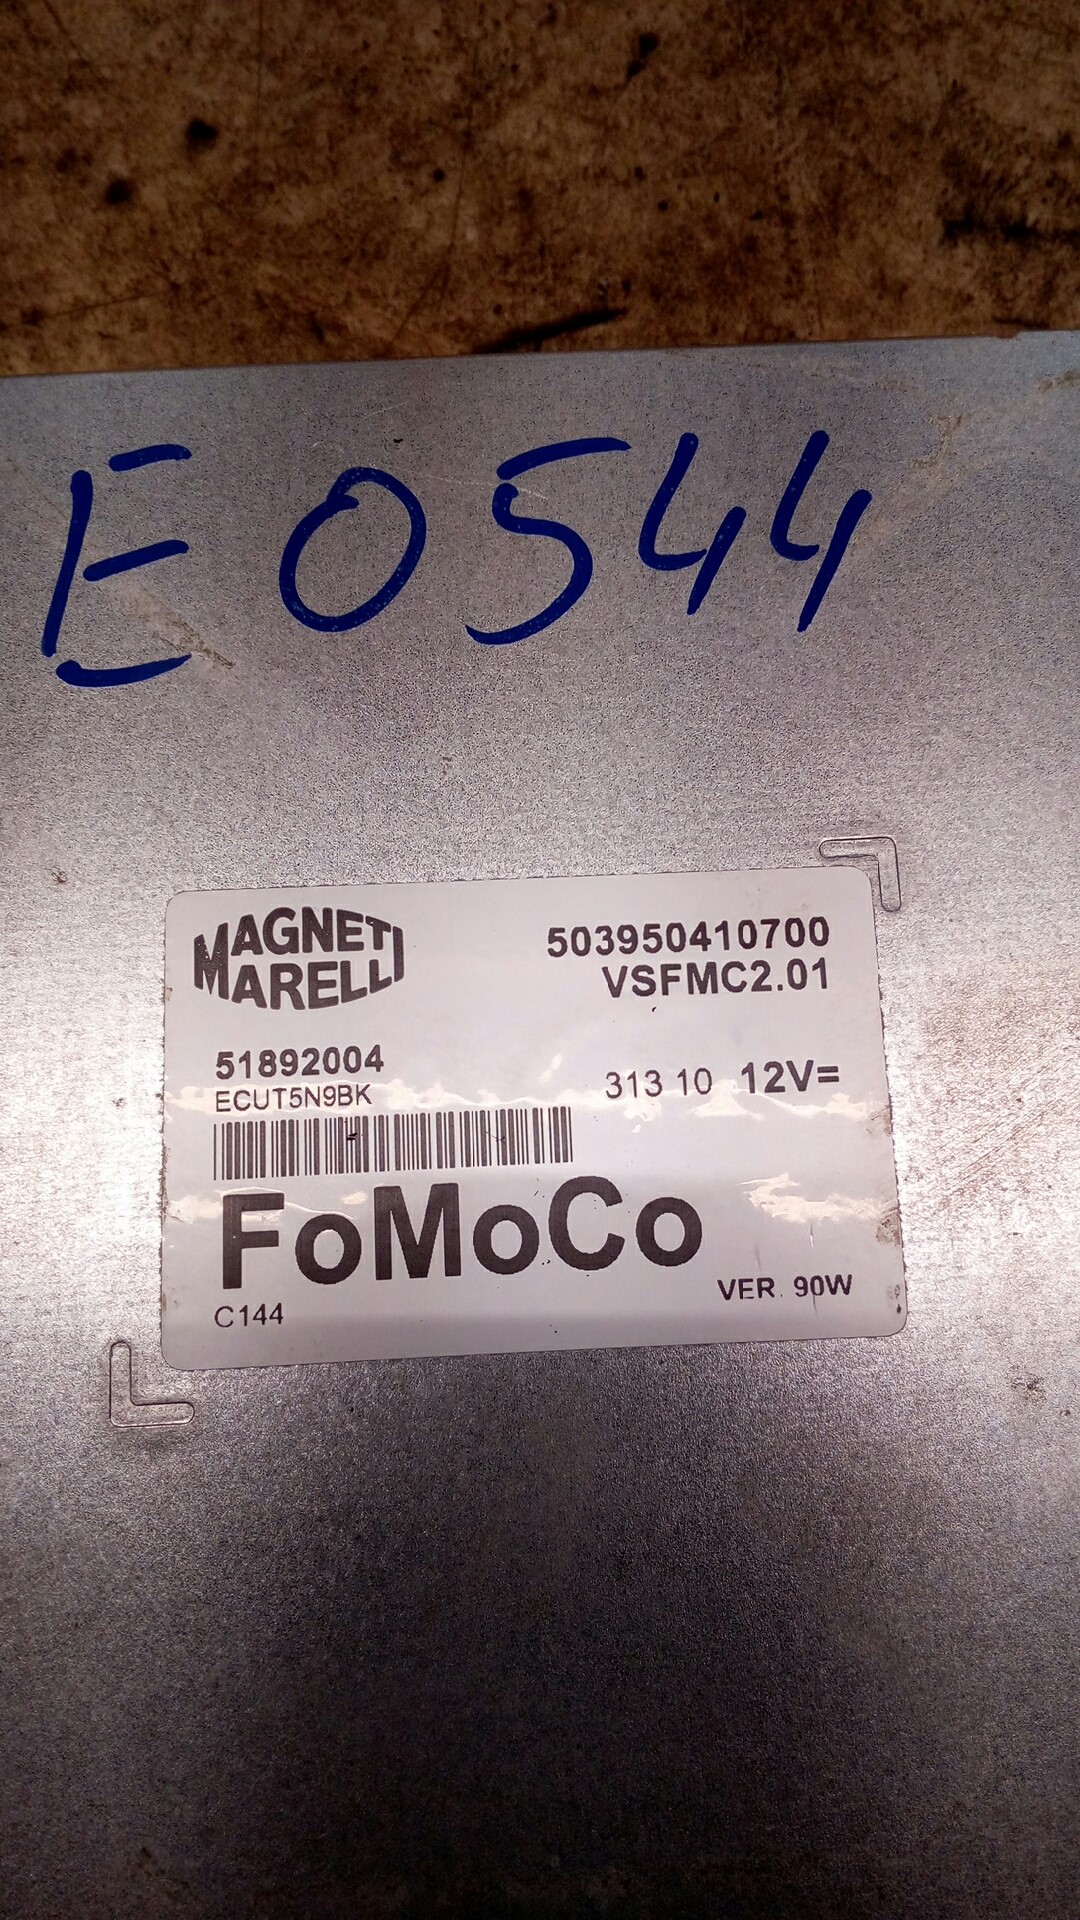 E0544
MAGNETI
MARELLI
503950410700
VSFMC2.01
51892004
ECUT5N9BK
313 10 12V=
FoMoCo
C144
VER. 90W